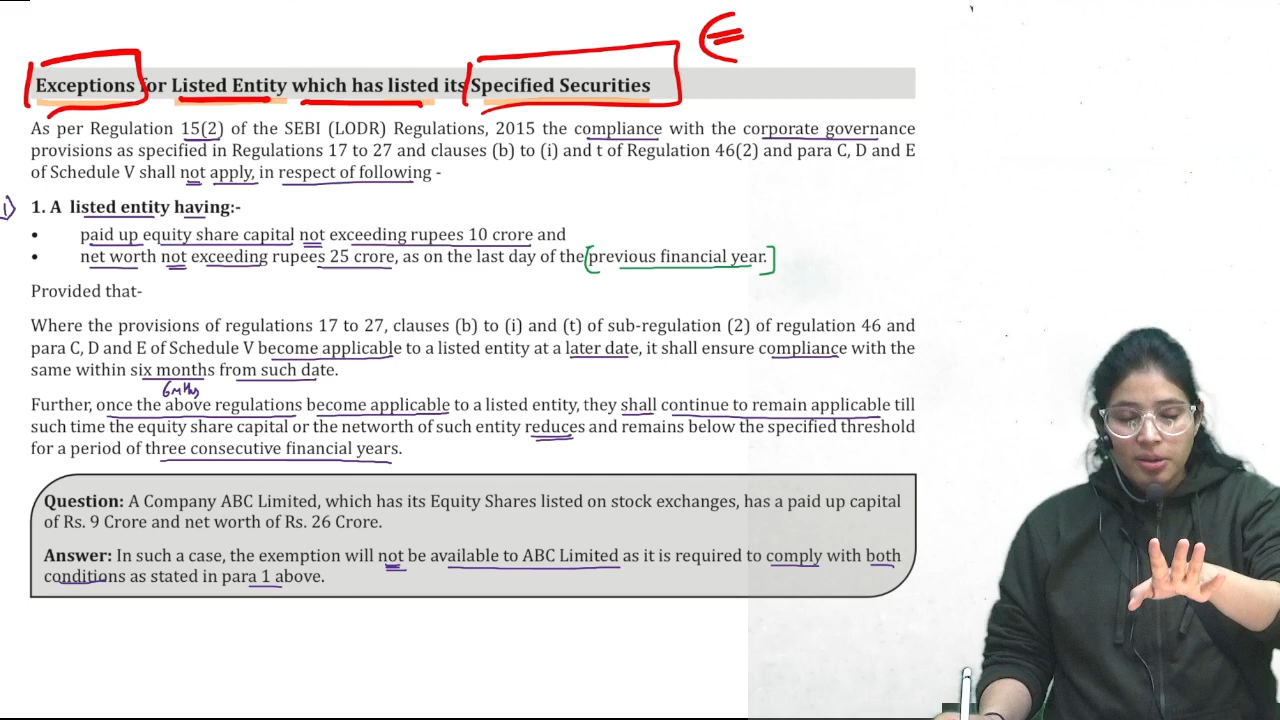 Exceptions for Listed Entity which has listed its Specified Securities
As per Regulation 15(2) of the SEBI (LODR) Regulations, 2015 the compliance with the corporate governance
provisions as specified in Regulations 17 to 27 and clauses (b) to (i) and t of Regulation 46(2) and para C, D and E
of Schedule V shall not apply, in respect of following -
1) 1. A listed entity having:-
• paid up equity share capital not exceeding rupees 10 crore and
• net worth not exceeding rupees 25 crore, as on the last day of the [previous financial year.]
Provided that-
Where the provisions of regulations 17 to 27, clauses (b) to (i) and (t) of sub-regulation (2) of regulation 46 and
para C, D and E of Schedule V become applicable to a listed entity at a later date, it shall ensure compliance with the
same within six months from such date.
6mths
Further, once the above regulations become applicable to a listed entity, they shall continue to remain applicable till
such time the equity share capital or the networth of such entity reduces and remains below the specified threshold
for a period of three consecutive financial years.
Question: A Company ABC Limited, which has its Equity Shares listed on stock exchanges, has a paid up capital
of Rs. 9 Crore and net worth of Rs. 26 Crore.
Answer: In such a case, the exemption will not be available to ABC Limited as it is required to comply with both
conditions as stated in para 1 above.